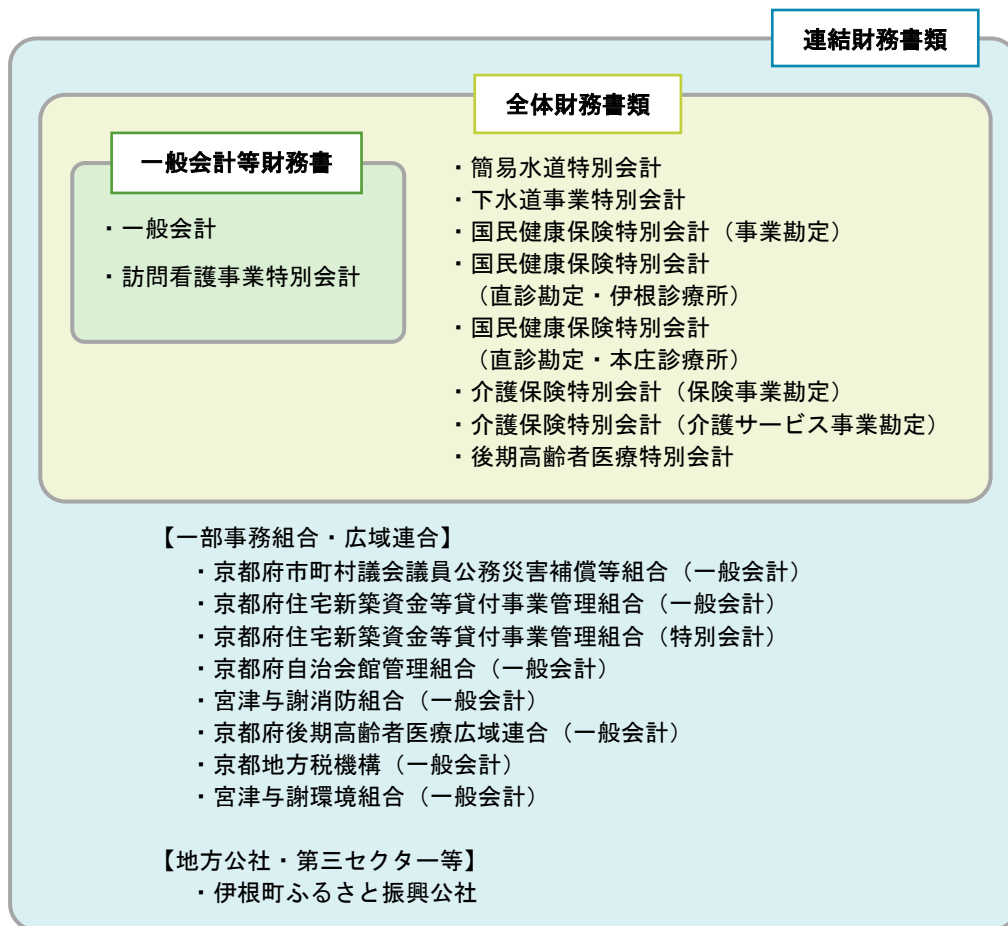 連結財務書類
全体財務書類
一般会計等財務書
・一般会計
・訪問看護事業特別会計
・簡易水道特別会計
・下水道事業特別会計
・国民健康保険特別会計（事業勘定）
・国民健康保険特別会計
（直診勘定・伊根診療所）
・国民健康保険特別会計
（直診勘定・本庄診療所）
・介護保険特別会計（保険事業勘定）
・介護保険特別会計（介護サービス事業勘定）
・後期高齢者医療特別会計
【一部事務組合・広域連合】
・京都府市町村議会議員公務災害補償等組合（一般会計）
・京都府住宅新築資金等貸付事業管理組合（一般会計）
・京都府住宅新築資金等貸付事業管理組合（特別会計）
・京都府自治会館管理組合（一般会計）
・宮津与謝消防組合（一般会計）
・京都府後期高齢者医療広域連合（一般会計）
・京都地方税機構（一般会計）
・宮津与謝環境組合（一般会計）
【地方公社・第三セクター等】
・伊根町ふるさと振興公社